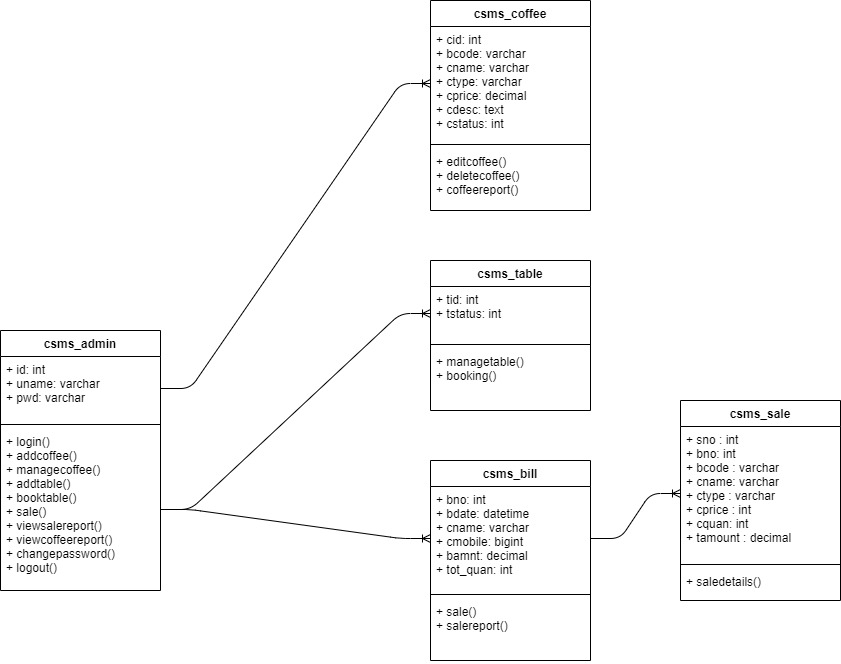 csms_coffee
+ cid: int
+ bcode: varchar
+ cname: varchar
+ ctype: varchar
+ cprice: decimal
+ cdesc: text
+ cstatus: int
+ editcoffee()
+ deletecoffee()
+ coffeereport()
csms_table
+ tid: int
+ tstatus: int
+ managetable()
+ booking()
csms_admin
+ id: int
+ uname: varchar
+ pwd: varchar
+ login()
+ addcoffee()
+ managecoffee()
+ addtable()
+ booktable()
+ sale()
+ viewsalereport()
+ viewcoffeereport()
+ changepassword()
+ logout()
csms_bill
+ bno: int
+ bdate: datetime
+ cname: varchar
+ cmobile: bigint
+ bamnt: decimal
+ tot_quan: int
+ sale()
+ salereport()
csms_sale
+ sno : int
+ bno: int
+ bcode : varchar
+ cname: varchar
+ ctype : varchar
+ cprice : int
+ cquan: int
+ tamount : decimal
+ saledetails()